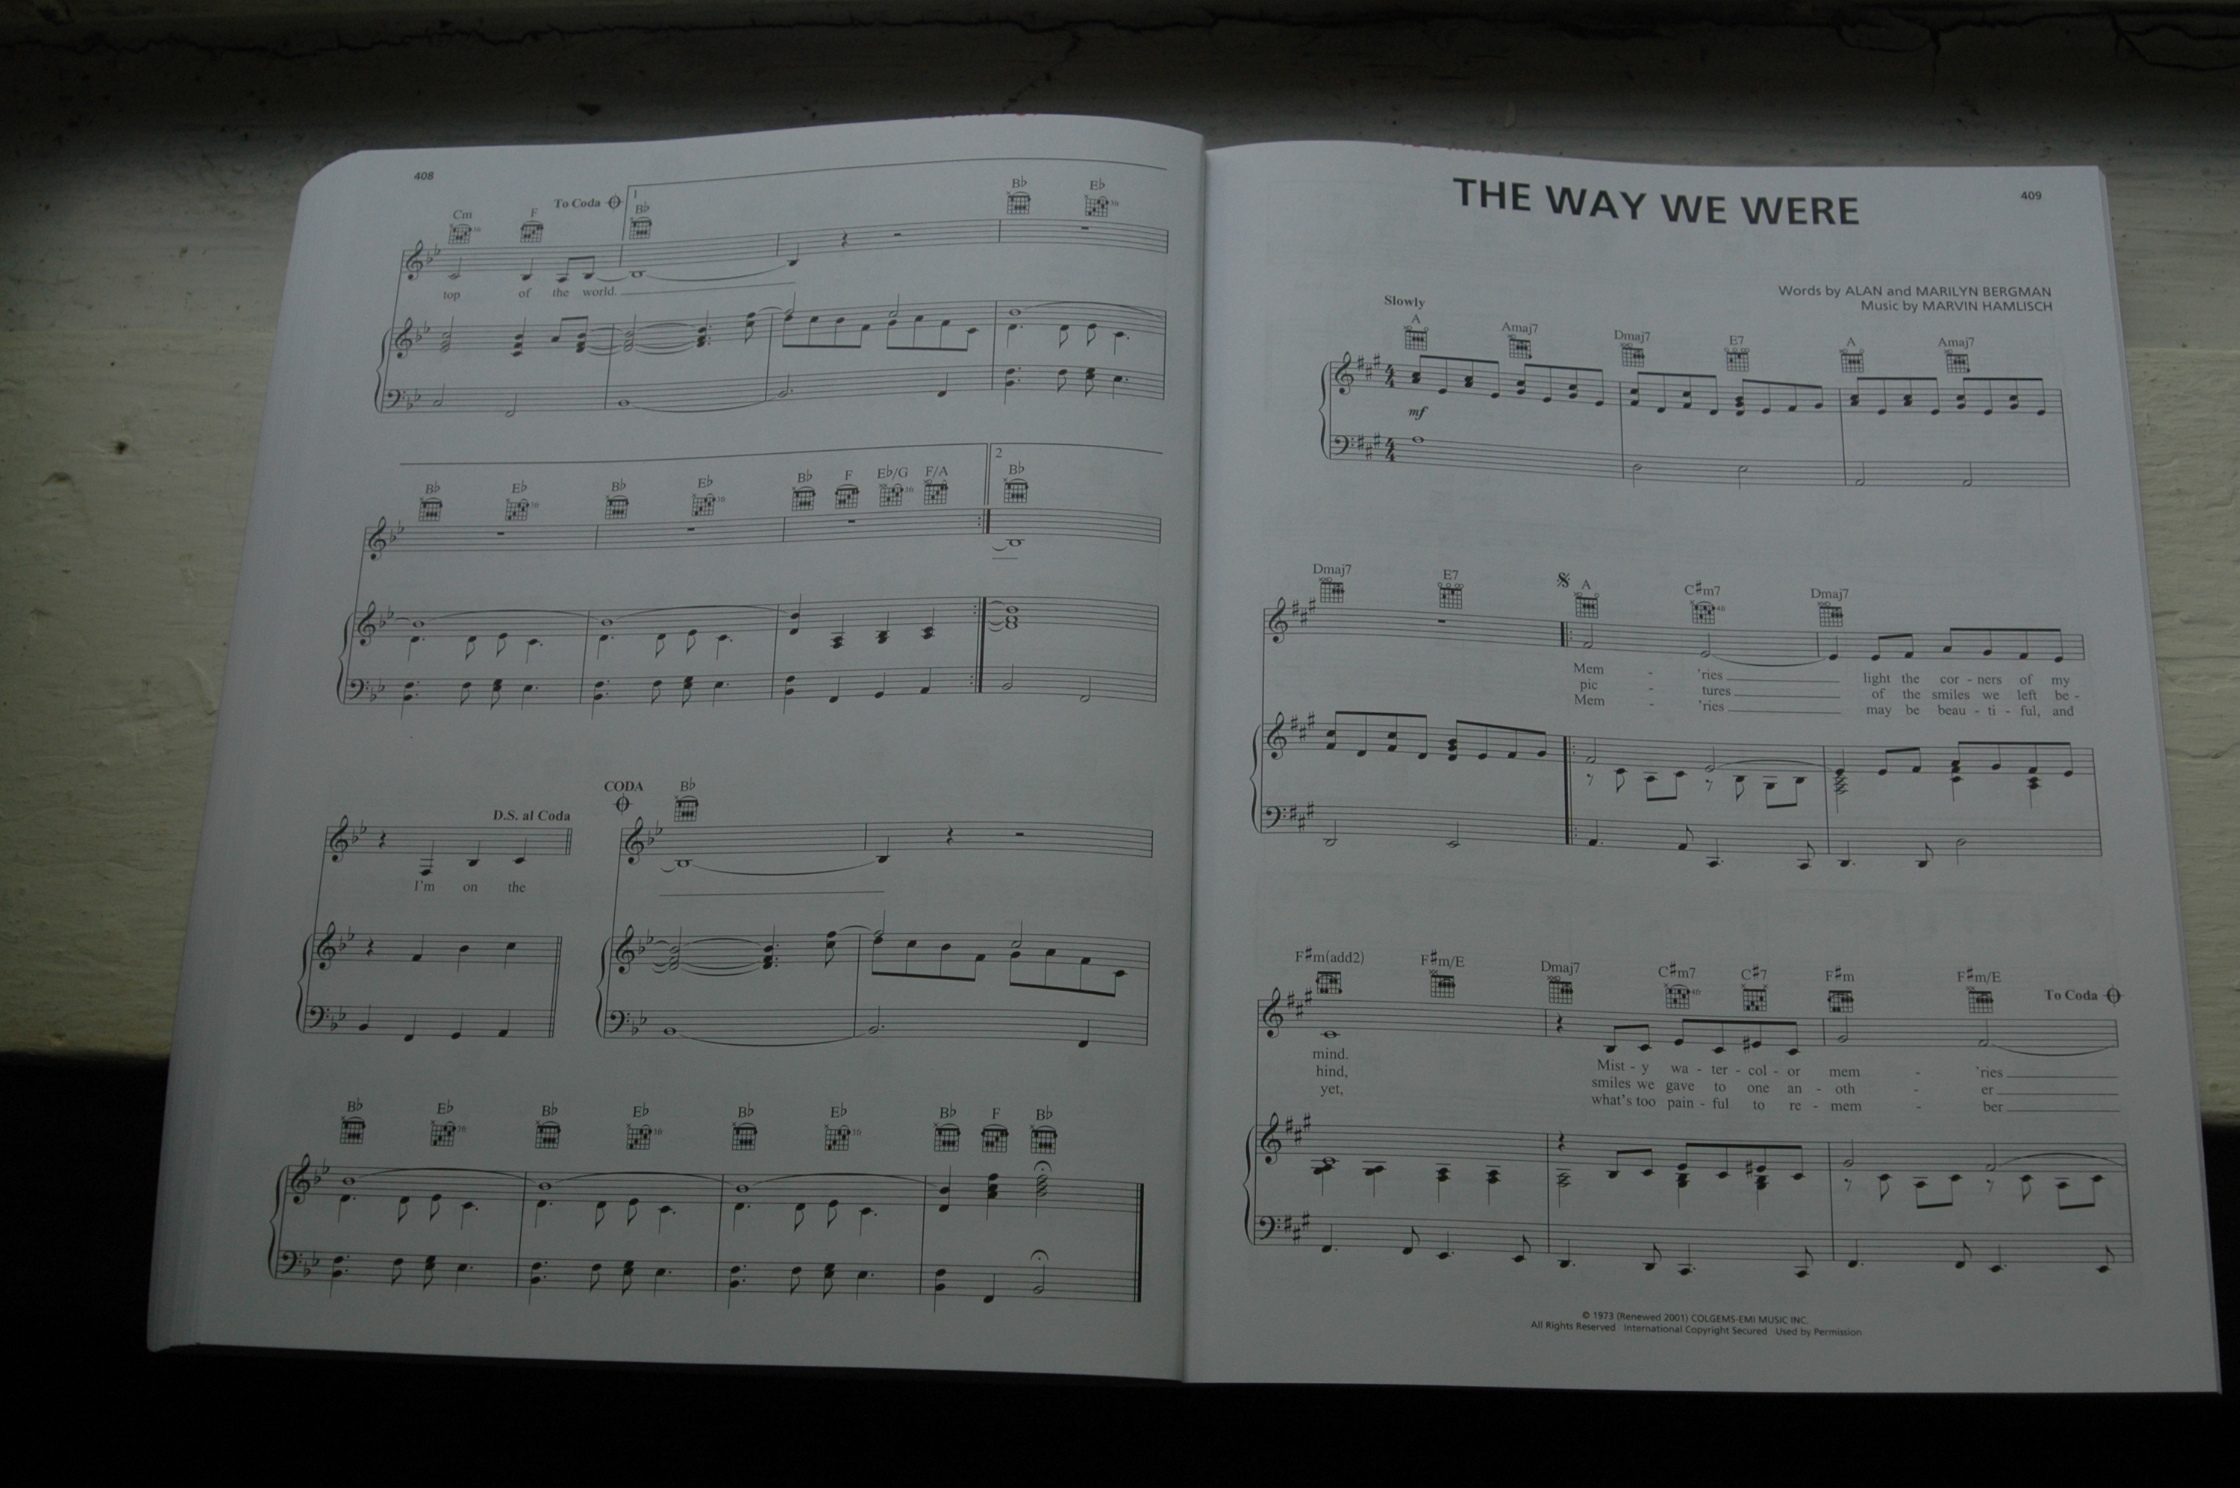 408
To Coda
1
B♭ E♭
Cm F B♭
top of the world.
2
B♭ E♭ B♭ E♭ B♭ F E♭/G F/A B♭
D.S. al Coda
CODA
B♭
I'm on the
B♭ E♭ B♭ E♭ B♭ E♭ B♭ F B♭
THE WAY WE WERE
409
Words by ALAN and MARILYN BERGMAN
Music by MARVIN HAMLISCH
Slowly
A Amaj7 Dmaj7 E7 A Amaj7
mf
Dmaj7 E7 A C#m7 Dmaj7
Mem - 'ries light the cor - ners of my
pic - tures of the smiles we left be -
Mem - 'ries may be beau - ti - ful, and
F#m(add2) F#m/E Dmaj7 C#m7 C#7 F#m F#m/E To Coda
mind. Mist - y wa - ter - col - or mem - 'ries
hind, smiles we gave to one an - oth - er
yet, what's too pain - ful to re - mem - ber
© 1973 (Renewed 2001) COLGEMS-EMI MUSIC INC.
All Rights Reserved International Copyright Secured Used by Permission